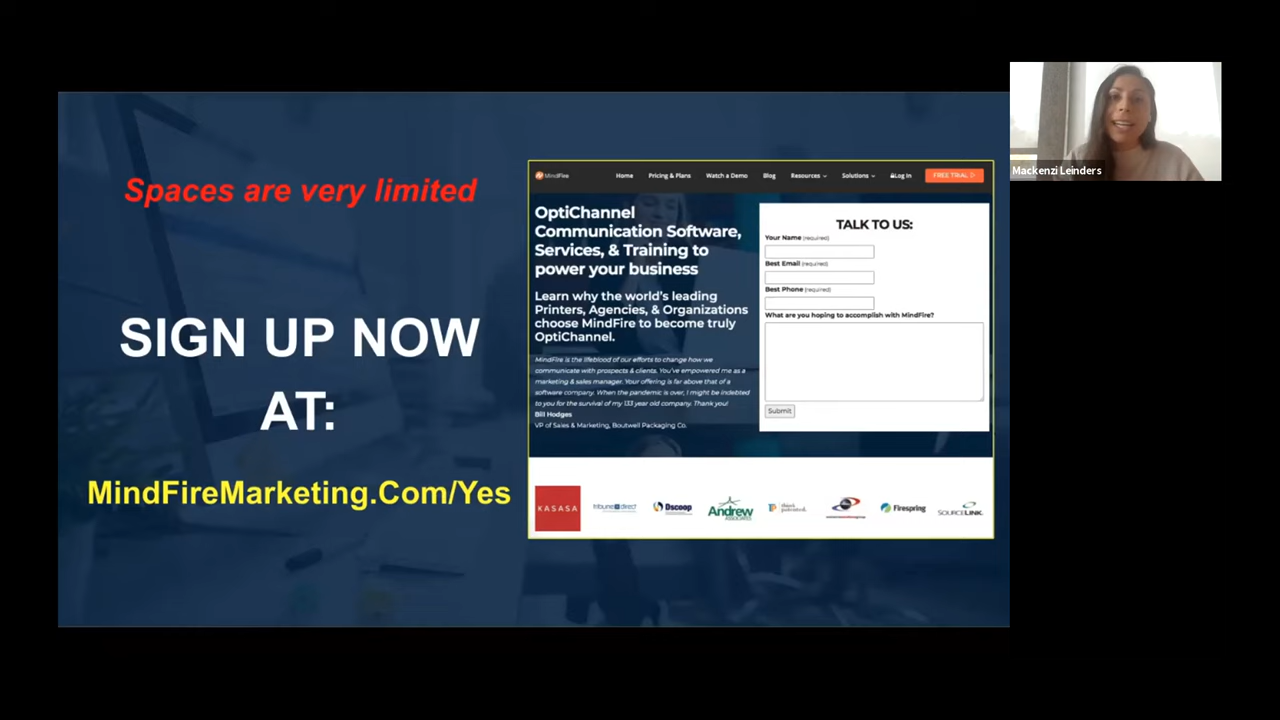 Spaces are very limited
SIGN UP NOW
AT:
MindFireMarketing.Com/Yes
MindFire
Home
Pricing & Plans
Watch a Demo
Blog
Resources
Solutions
Log In
FREE TRIAL
OptiChannel
Communication Software,
Services, & Training to
power your business
Learn why the world's leading
Printers, Agencies, & Organizations
choose MindFire to become truly
OptiChannel.
MindFire is the lifeblood of our efforts to change how we
communicate with prospects & clients. You've empowered me as a
marketing & sales manager. Your offering is far above that of a
software company. When the pandemic is over, I might be indebted
to you for the survival of my 133 year old company. Thank you!
Bill Hodges
VP of Sales & Marketing, Boutwell Packaging Co.
TALK TO US:
Your Name (required)
Best Email (required)
Best Phone (required)
What are you hoping to accomplish with MindFire?
Submit
KASASA
tribune direct
Dscoop
Andrew
ASSOCIATES
think
patented
Firespring
SOURCELINK
Mackenzi Leinders